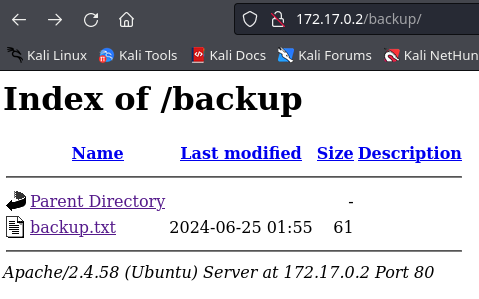 172.17.0.2/backup/
Kali Linux Kali Tools Kali Docs Kali Forums Kali NetHun
Index of /backup
Name Last modified Size Description
Parent Directory -
backup.txt 2024-06-25 01:55 61
Apache/2.4.58 (Ubuntu) Server at 172.17.0.2 Port 80